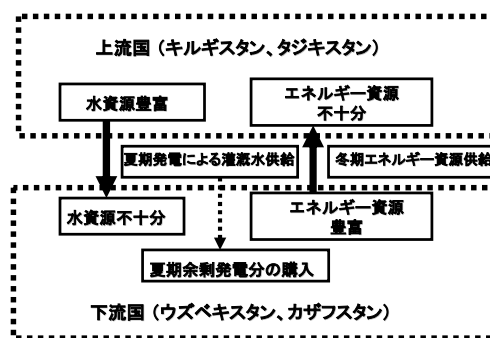 上流国（キルギスタン、タジキスタン）
水資源豊富
エネルギー資源
不十分
夏期発電による灌漑水供給
冬期エネルギー資源供給
水資源不十分
エネルギー資源
豊富
夏期余剰発電分の購入
下流国（ウズベキスタン、カザフスタン）